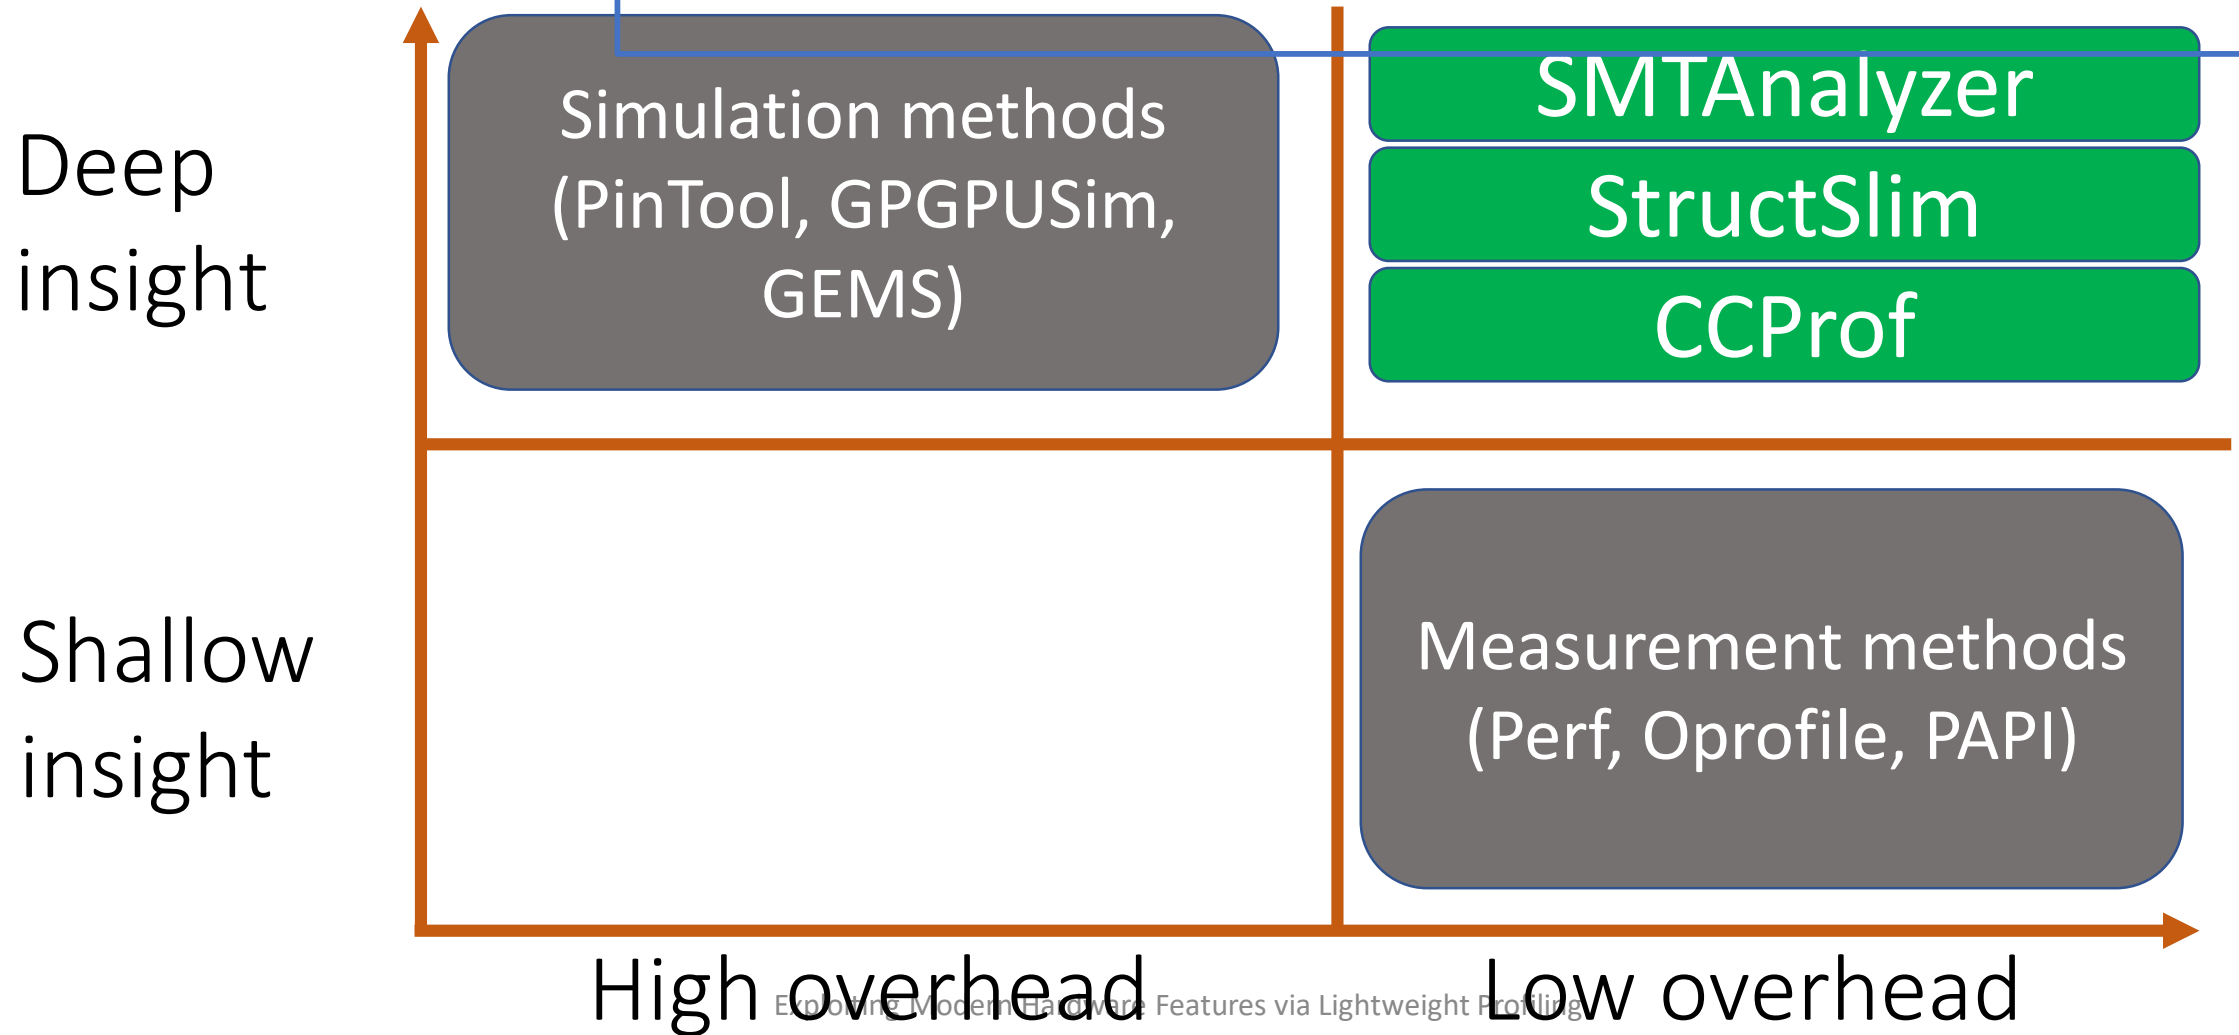 Deep
insight
Simulation methods
(PinTool, GPGPUSim,
GEMS)
SMTAnalyzer
StructSlim
CCProf
Shallow
insight
Measurement methods
(Perf, Oprofile, PAPI)
High overhead
Low overhead
Exploring Modern Hardware Features via Lightweight Profiling